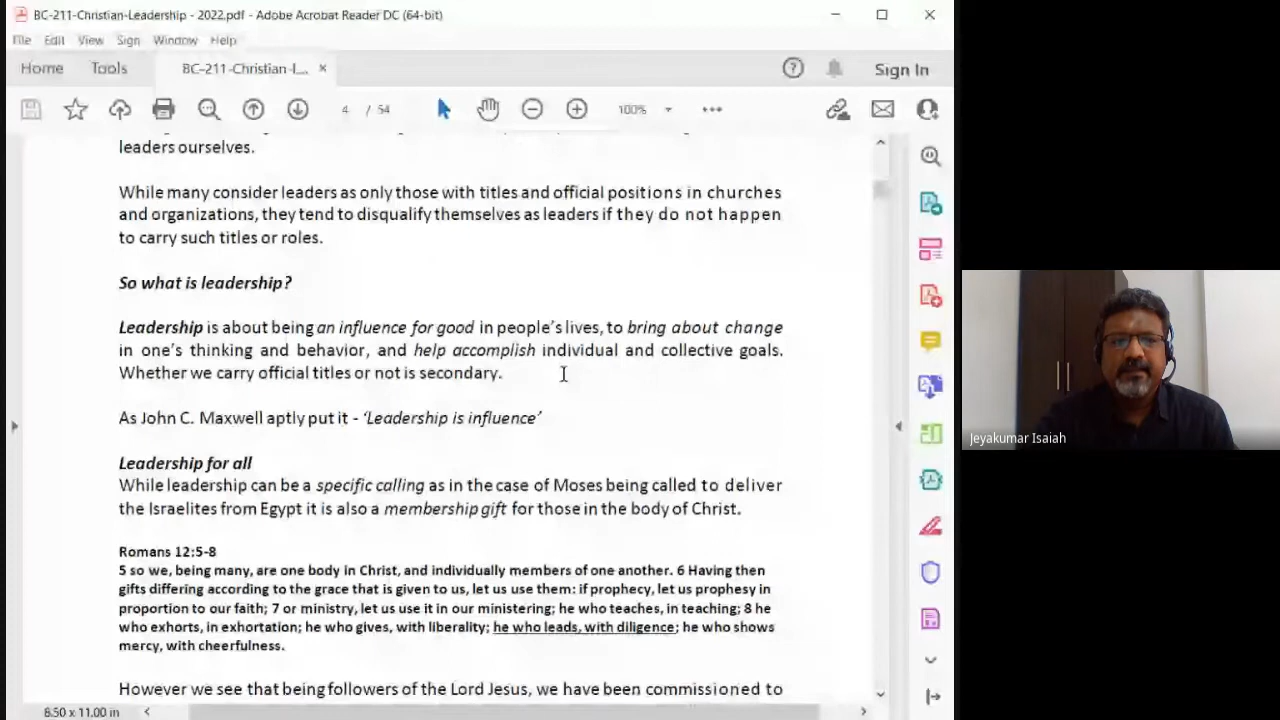 BC-211-Christian-Leadership - 2022.pdf - Adobe Acrobat Reader DC (64-bit)
File Edit View Sign Window Help
Home Tools BC-211-Christian-l... × Sign In
4 / 54 100%
leaders ourselves.
While many consider leaders as only those with titles and official positions in churches
and organizations, they tend to disqualify themselves as leaders if they do not happen
to carry such titles or roles.
So what is leadership?
Leadership is about being an influence for good in people's lives, to bring about change
in one's thinking and behavior, and help accomplish individual and collective goals.
Whether we carry official titles or not is secondary.
As John C. Maxwell aptly put it - 'Leadership is influence'
Leadership for all
While leadership can be a specific calling as in the case of Moses being called to deliver
the Israelites from Egypt it is also a membership gift for those in the body of Christ.
Romans 12:5-8
5 so we, being many, are one body in Christ, and individually members of one another. 6 Having then
gifts differing according to the grace that is given to us, let us use them: if prophecy, let us prophesy in
proportion to our faith; 7 or ministry, let us use it in our ministering; he who teaches, in teaching; 8 he
who exhorts, in exhortation; he who gives, with liberality; he who leads, with diligence; he who shows
mercy, with cheerfulness.
However we see that being followers of the Lord Jesus, we have been commissioned to
8.50 x 11.00 in
Jeyakumar Isaiah